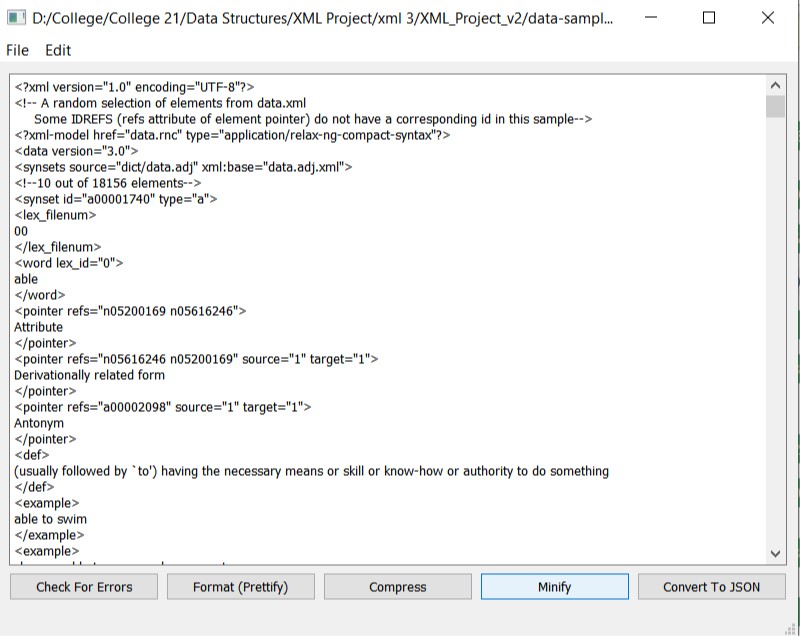 D:/College/College 21/Data Structures/XML Project/xml 3/XML_Project_v2/data-sampl...
File Edit
<?xml version="1.0" encoding="UTF-8"?>
<!-- A random selection of elements from data.xml
Some IDREFS (refs attribute of element pointer) do not have a corresponding id in this sample-->
<?xml-model href="data.rnc" type="application/relax-ng-compact-syntax"?>
<data version="3.0">
<synsets source="dict/data.adj" xml:base="data.adj.xml">
<!--10 out of 18156 elements-->
<synset id="a00001740" type="a">
<lex_filenum>
00
</lex_filenum>
<word lex_id="0">
able
</word>
<pointer refs="n05200169 n05616246">
Attribute
</pointer>
<pointer refs="n05616246 n05200169" source="1" target="1">
Derivationally related form
</pointer>
<pointer refs="a00002098" source="1" target="1">
Antonym
</pointer>
<def>
(usually followed by `to') having the necessary means or skill or know-how or authority to do something
</def>
<example>
able to swim
</example>
<example>
Check For Errors Format (Prettify) Compress Minify Convert To JSON